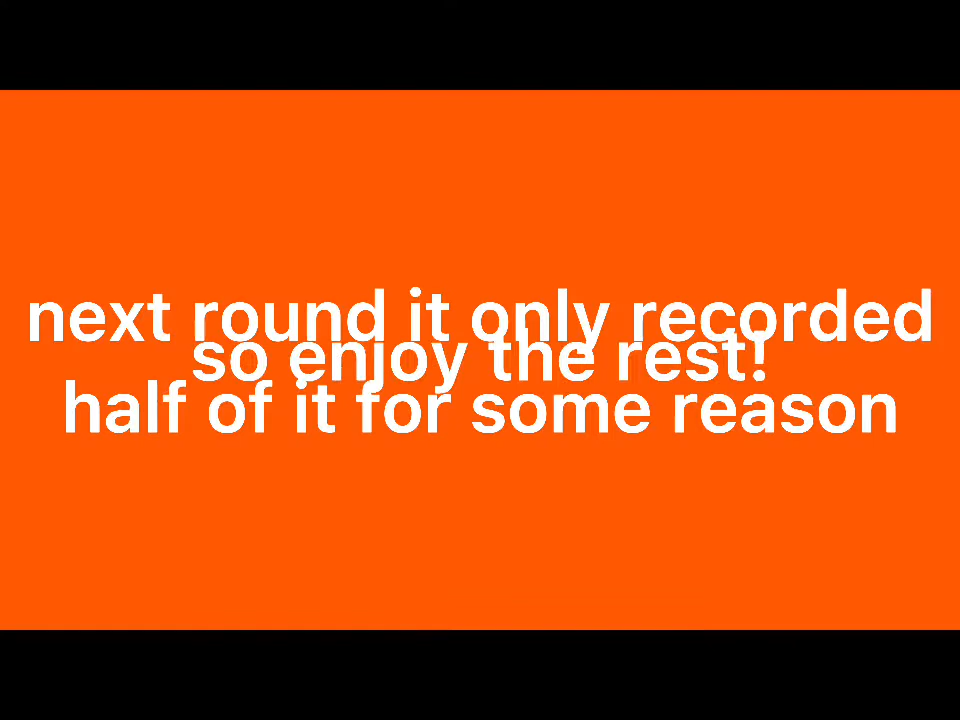 next round it only recorded
so enjoy the rest!
half of it for some reason